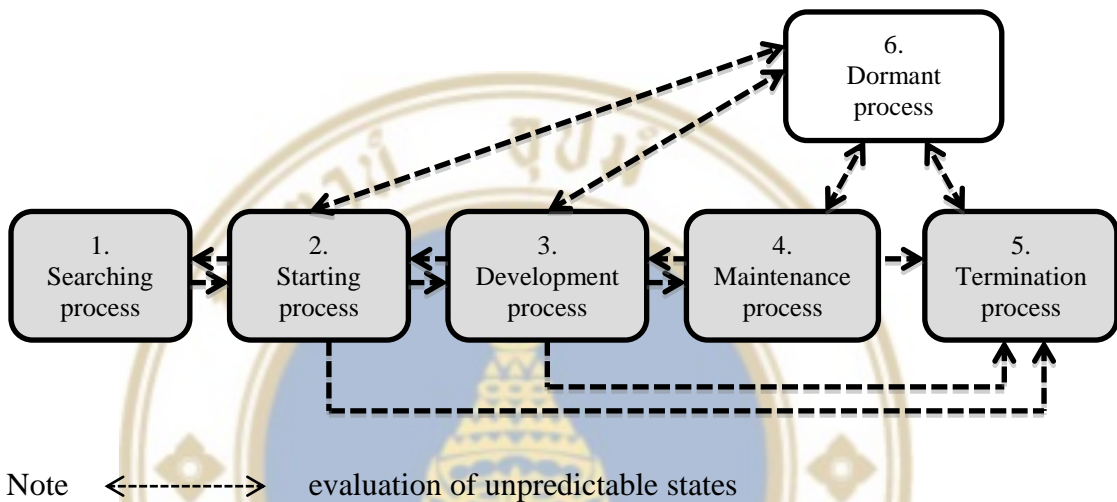 6.
Dormant
process
1.
Searching
process
2.
Starting
process
3.
Development
process
4.
Maintenance
process
5.
Termination
process
Note evaluation of unpredictable states